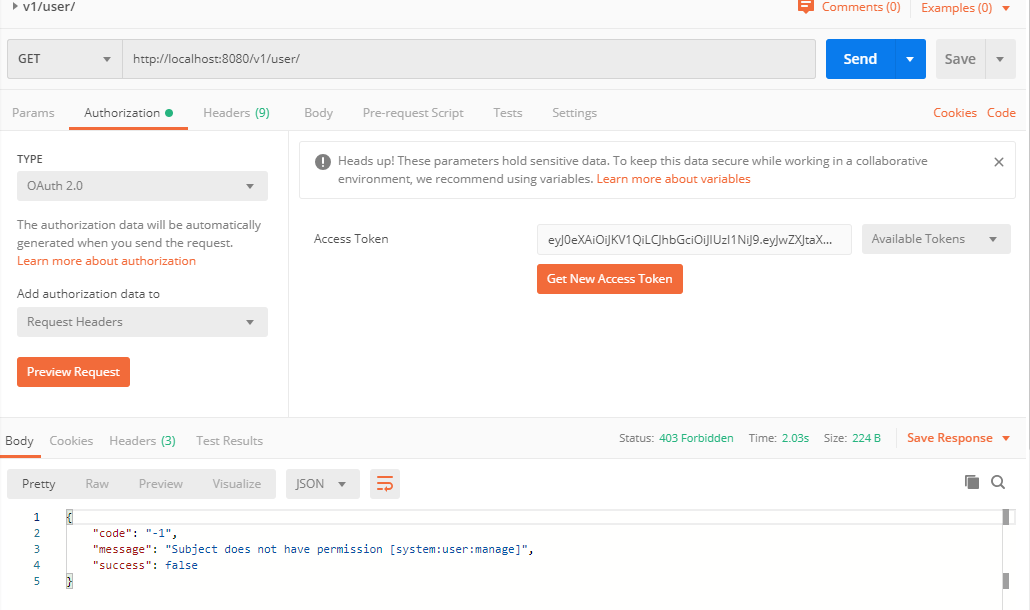 v1/user/
Comments (0)
Examples (0)
GET
http://localhost:8080/v1/user/
Send
Save
Params
Authorization
Headers (9)
Body
Pre-request Script
Tests
Settings
Cookies
Code
TYPE
OAuth 2.0
The authorization data will be automatically
generated when you send the request.
Learn more about authorization
Add authorization data to
Request Headers
Preview Request
Heads up! These parameters hold sensitive data. To keep this data secure while working in a collaborative
environment, we recommend using variables. Learn more about variables
Access Token
eyJ0eXAiOiJKV1QiLCJhbGciOiJIUzI1NiJ9.eyJwZXJtaX...
Available Tokens
Get New Access Token
Body
Cookies
Headers (3)
Test Results
Status: 403 Forbidden
Time: 2.03s
Size: 224 B
Save Response
Pretty
Raw
Preview
Visualize
JSON
1 {
2 "code": "-1",
3 "message": "Subject does not have permission [system:user:manage]",
4 "success": false
5 }